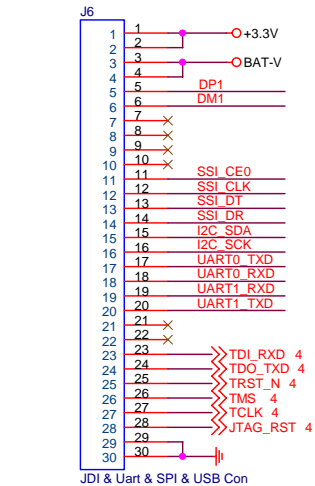 J6
1 1 +3.3V
2 2
3 3 BAT-V
4 4
5 5 DP1
6 6 DM1
7 7
8 8
9 9
10 10
11 11 SSI_CE0
12 12 SSI_CLK
13 13 SSI_DT
14 14 SSI_DR
15 15 I2C_SDA
16 16 I2C_SCK
17 17 UART0_TXD
18 18 UART0_RXD
19 19 UART1_RXD
20 20 UART1_TXD
21 21
22 22
23 23 TDI_RXD 4
24 24 TDO_TXD 4
25 25 TRST_N 4
26 26 TMS 4
27 27 TCLK 4
28 28 JTAG_RST 4
29 29
30 30
JDI & Uart & SPI & USB Con